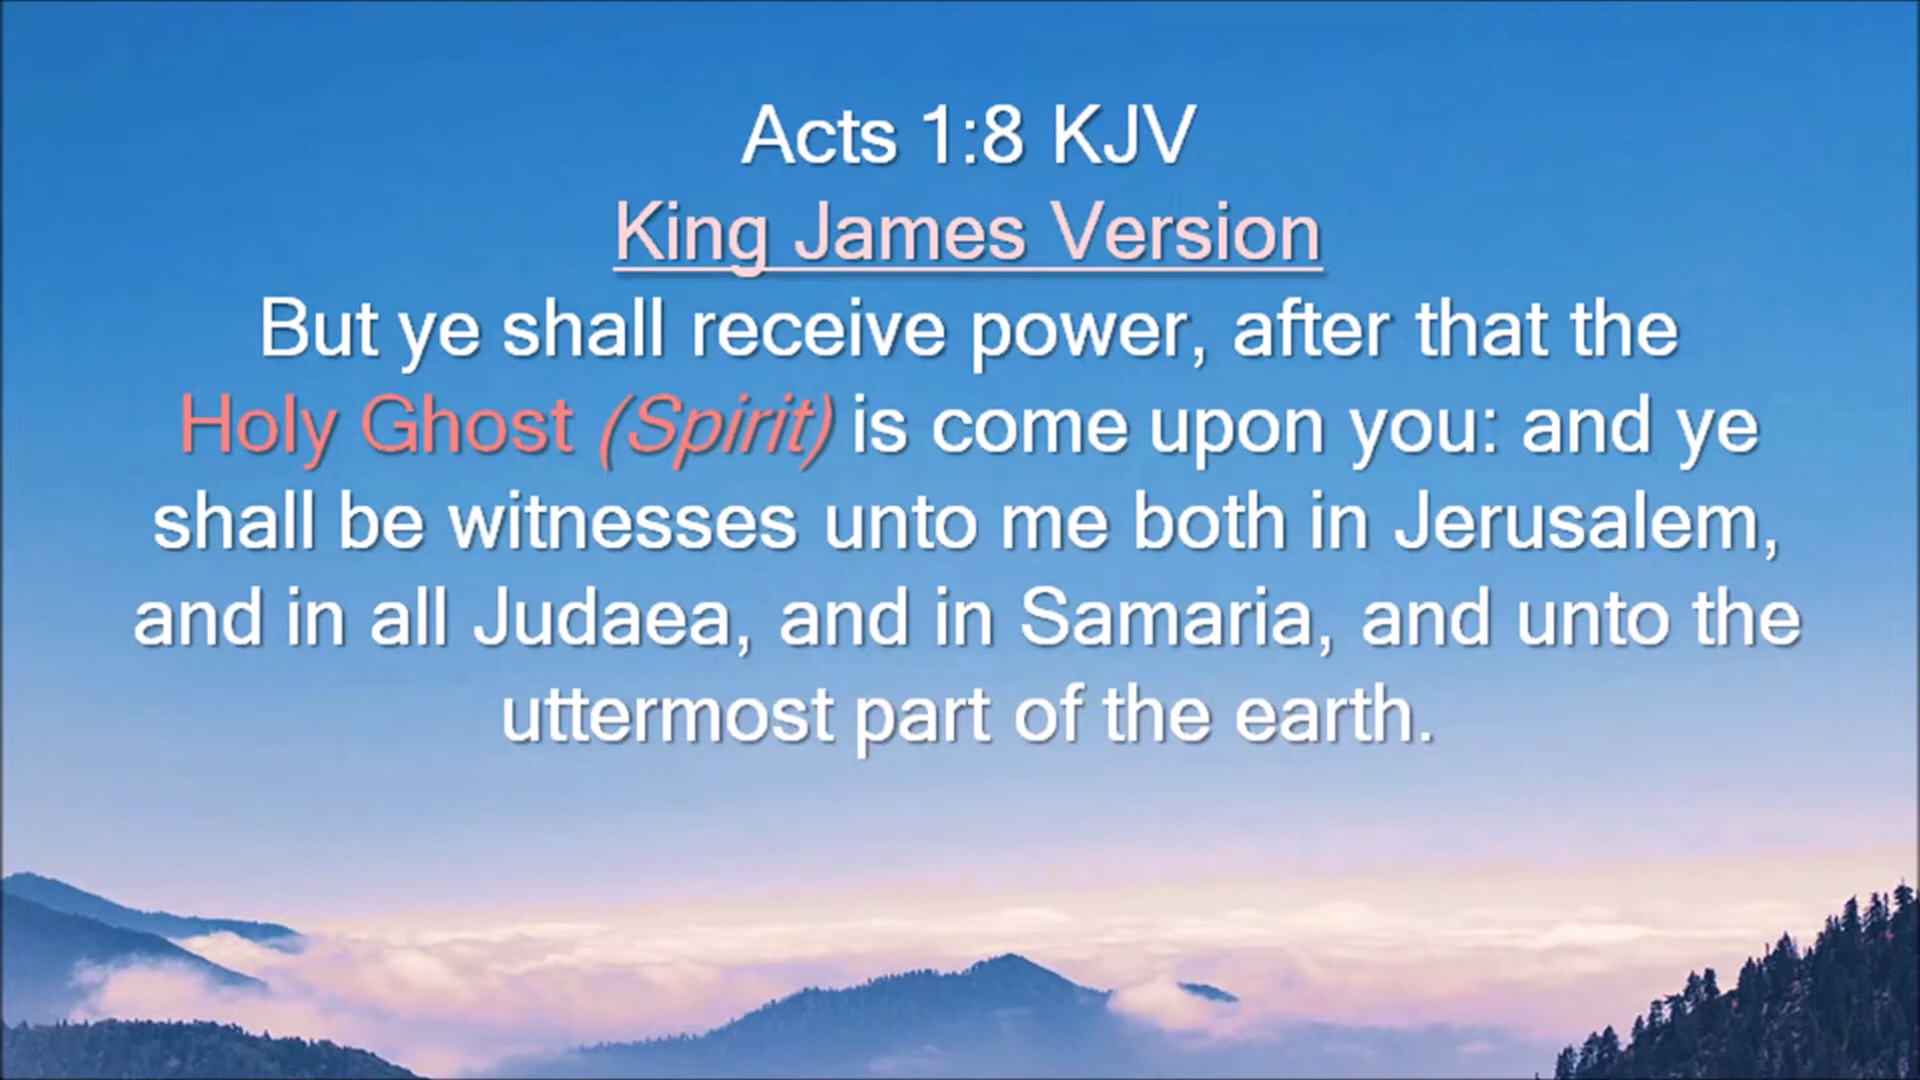 Acts 1:8 KJV
King James Version
But ye shall receive power, after that the
Holy Ghost (Spirit) is come upon you: and ye
shall be witnesses unto me both in Jerusalem,
and in all Judaea, and in Samaria, and unto the
uttermost part of the earth.